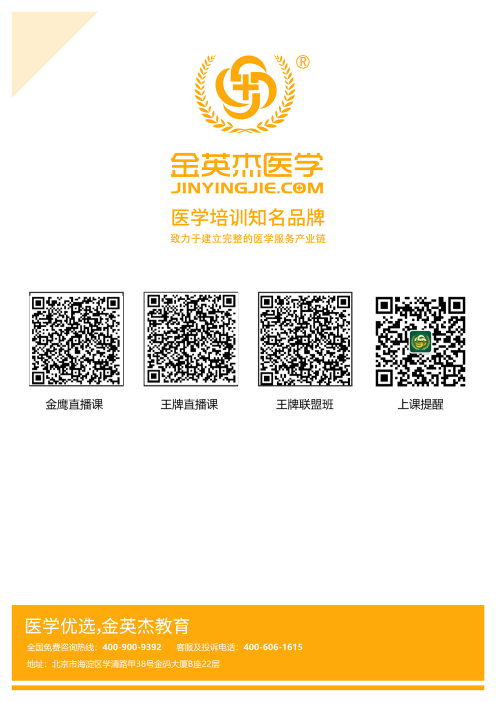 ®
金英杰医学
JINYINGJIE.COM
医学培训知名品牌
致力于建立完整的医学服务产业链
金鹰直播课 王牌直播课 王牌联盟班 上课提醒
医学优选,金英杰教育
全国免费咨询热线：400-900-9392 客服及投诉电话：400-606-1615
地址：北京市海淀区学清路甲38号金码大厦B座22层